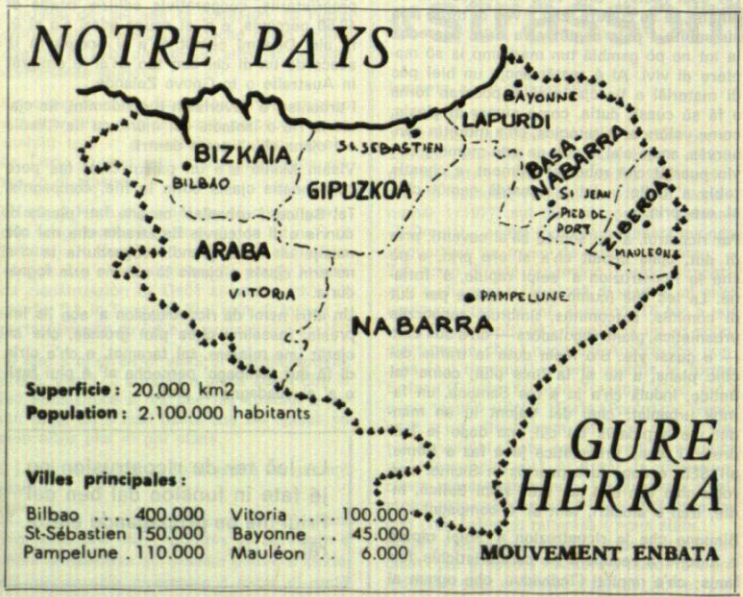 NOTRE PAYS
BAYONNE
LAPURDI
BIZKAIA
St. SEBASTIEN
BASA
NABARRA
BILBAO
GIPUZKOA
St JEAN
PIED DE
PORT
ZIBEROA
MAULEON
ARABA
VITORIA
PAMPELUNE
NABARRA
Superficie : 20.000 km2
Population : 2.100.000 habitants
GURE
HERRIA
Villes principales :
Bilbao . . . . 400.000 Vitoria . . . . . 100.000
St-Sébastien 150.000 Bayonne . . 45.000
Pampelune . 110.000 Mauléon . . 6.000
MOUVEMENT ENBATA